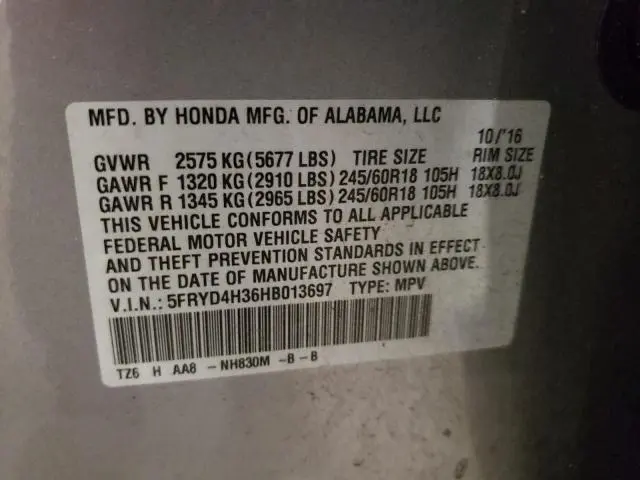 MFD. BY HONDA MFG. OF ALABAMA, LLC
10/'16
GVWR 2575 KG (5677 LBS) TIRE SIZE RIM SIZE
GAWR F 1320 KG (2910 LBS) 245/60R18 105H 18X8.0J
GAWR R 1345 KG (2965 LBS) 245/60R18 105H 18X8.0J
THIS VEHICLE CONFORMS TO ALL APPLICABLE
FEDERAL MOTOR VEHICLE SAFETY
AND THEFT PREVENTION STANDARDS IN EFFECT
ON THE DATE OF MANUFACTURE SHOWN ABOVE.
V.I.N.: 5FRYD4H36HB013697 TYPE: MPV
TZ6 H AA8 -NH830M -B-B